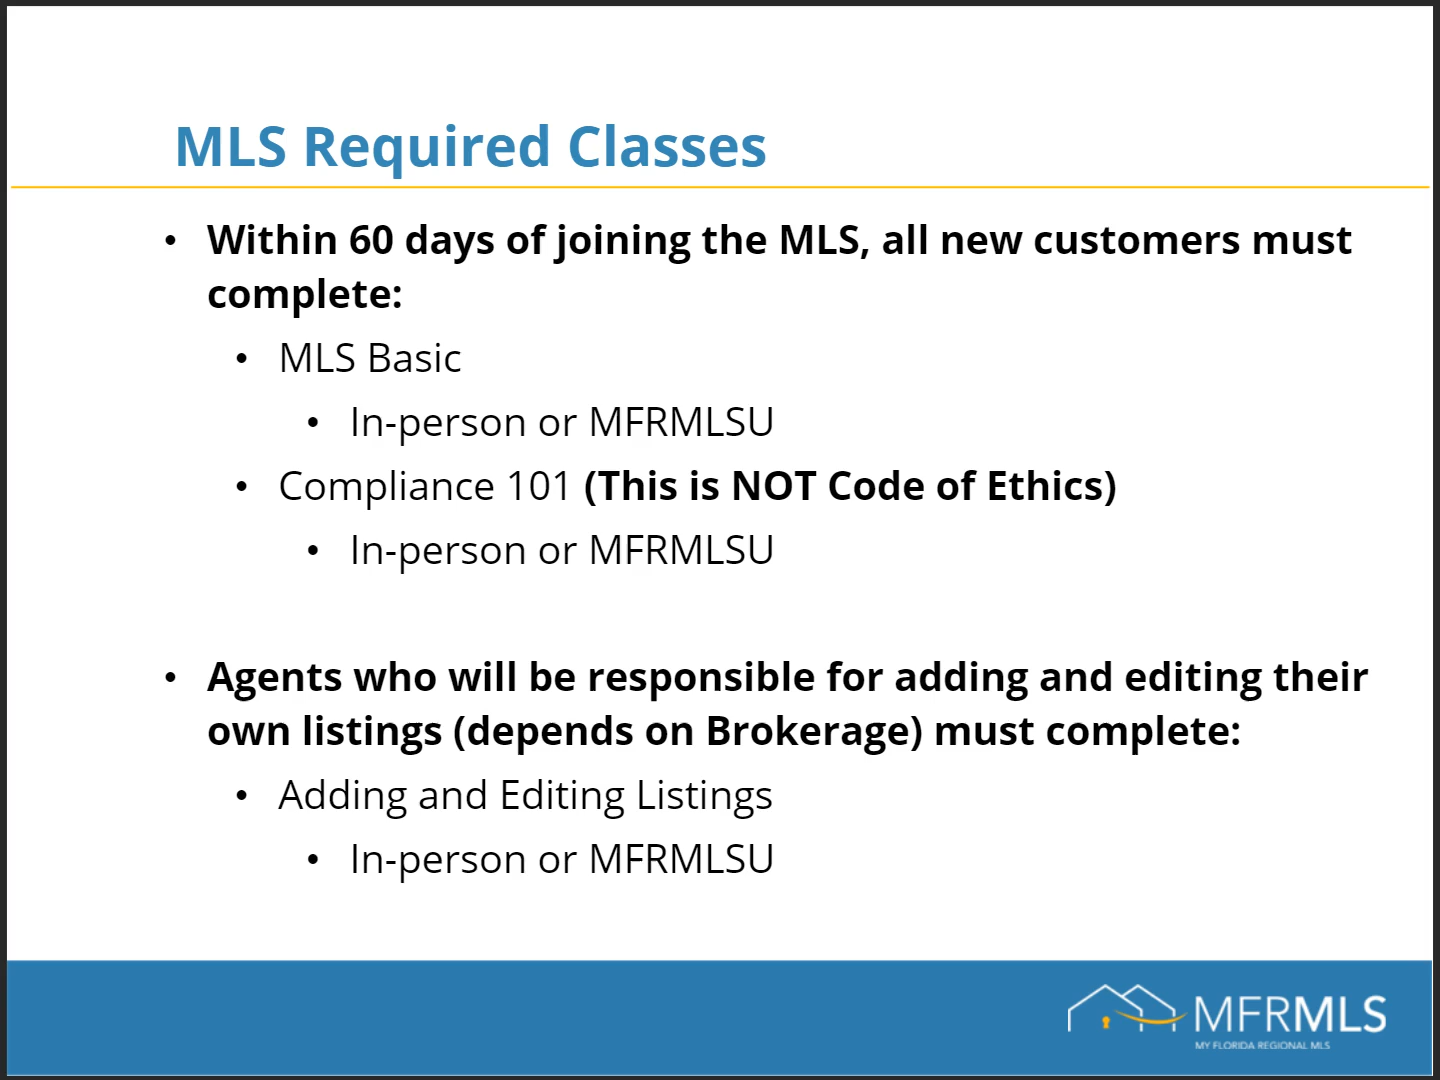 MLS Required Classes
• Within 60 days of joining the MLS, all new customers must
complete:
• MLS Basic
• In-person or MFRMLSU
• Compliance 101 (This is NOT Code of Ethics)
• In-person or MFRMLSU
• Agents who will be responsible for adding and editing their
own listings (depends on Brokerage) must complete:
• Adding and Editing Listings
• In-person or MFRMLSU
MFRMLS
MY FLORIDA REGIONAL MLS